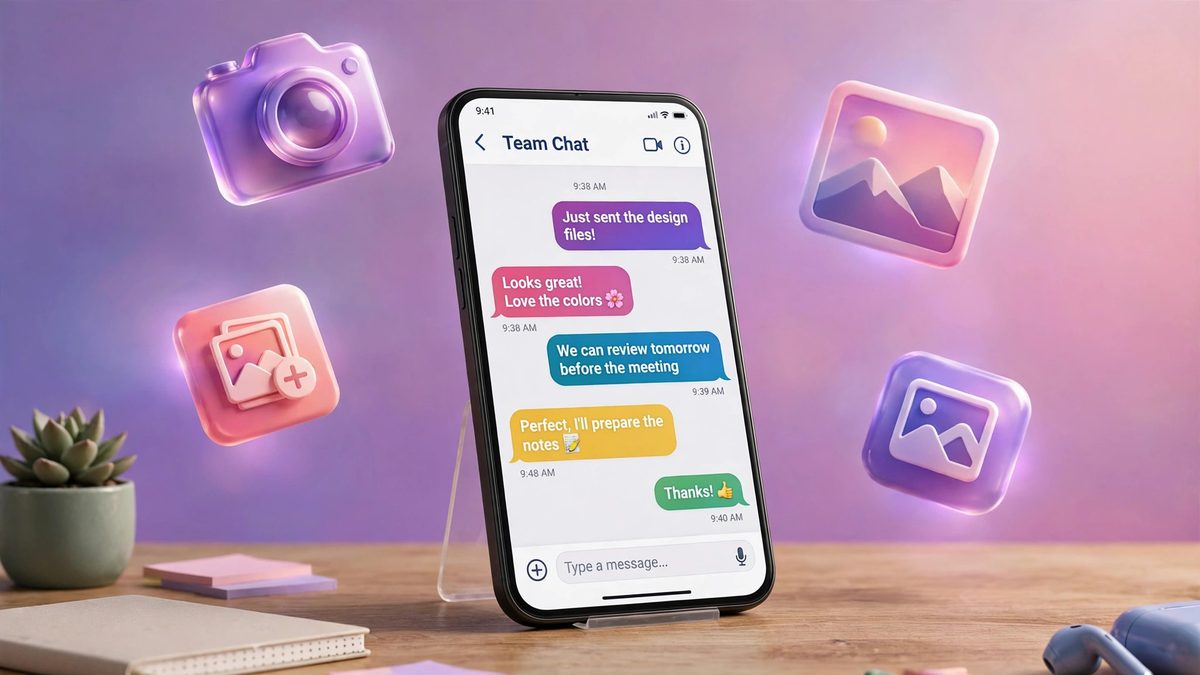 9:41
Team Chat
9:38 AM
Just sent the design
files!
9:38 AM
Looks great!
Love the colors 🌸
9:38 AM
We can review tomorrow
before the meeting
9:39 AM
Perfect, I'll prepare the
notes 📝
9:48 AM
Thanks! 👍
9:40 AM
Type a message...